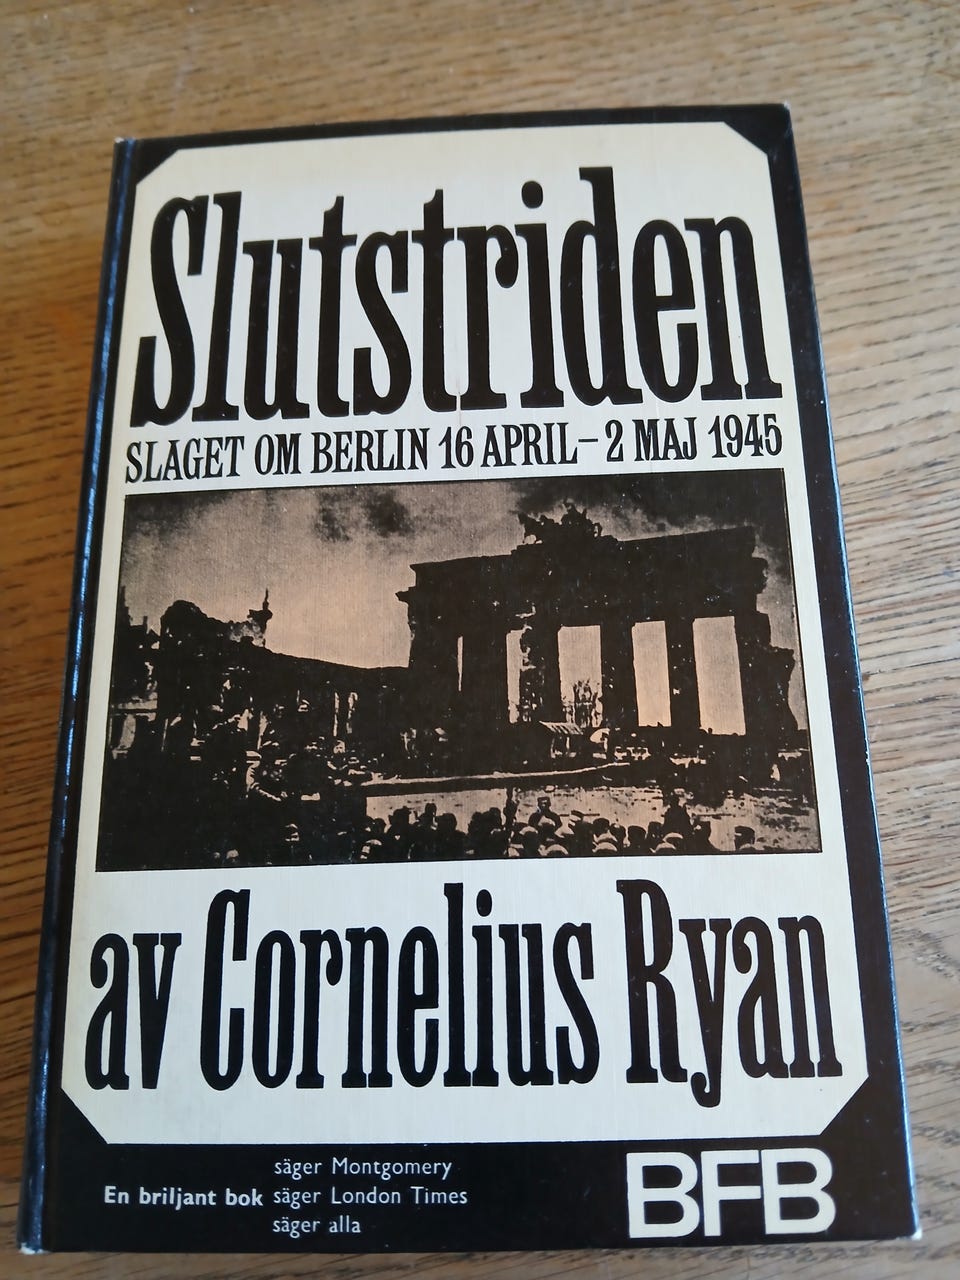 Slutstriden
SLAGET OM BERLIN 16 APRIL – 2 MAJ 1945
av Cornelius Ryan
En briljant bok säger Montgomery
säger London Times
säger alla
BFB